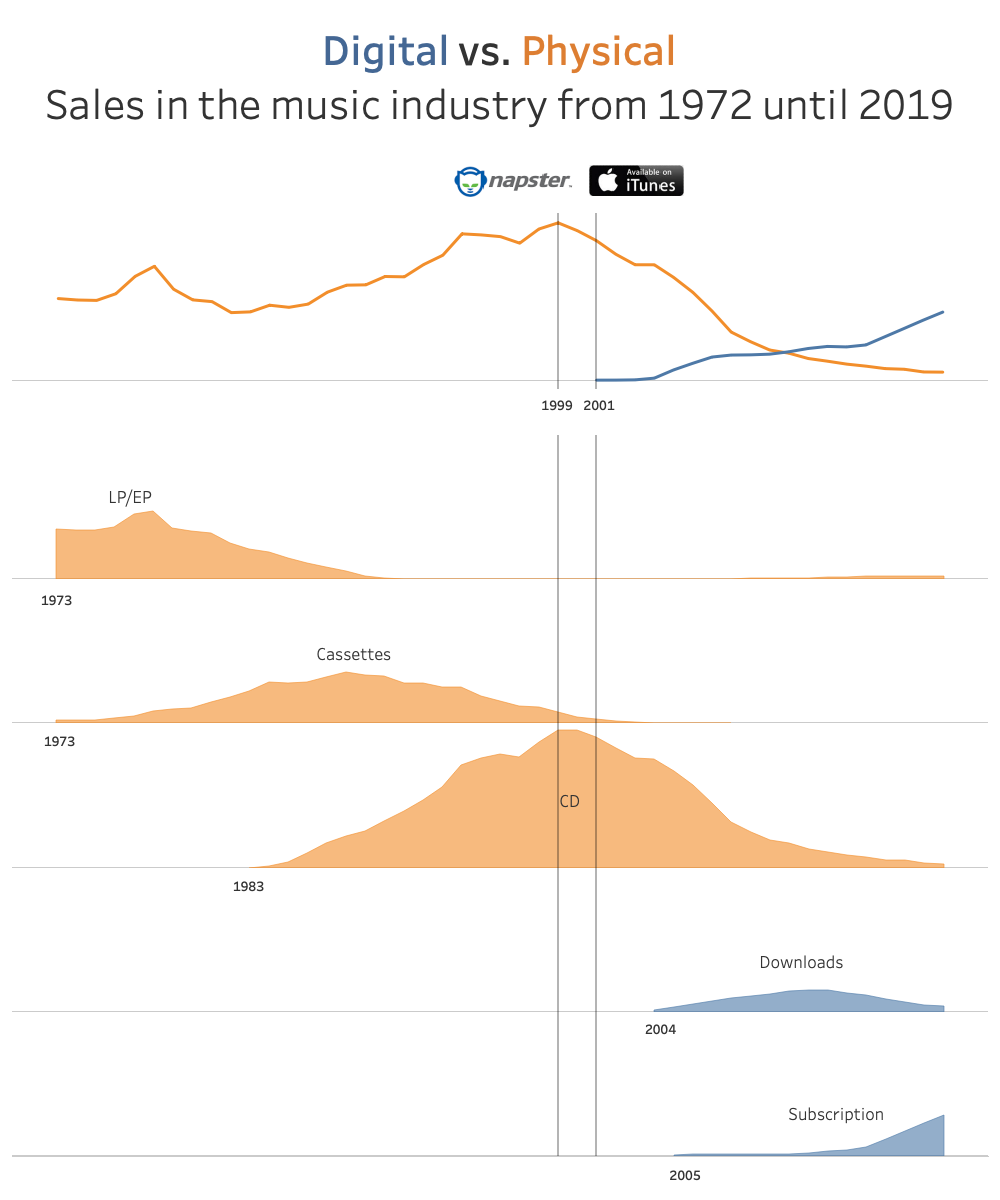 Digital vs. Physical
Sales in the music industry from 1972 until 2019
napster
Available on
iTunes
1999 2001
LP/EP
1973
Cassettes
1973
CD
1983
Downloads
2004
Subscription
2005